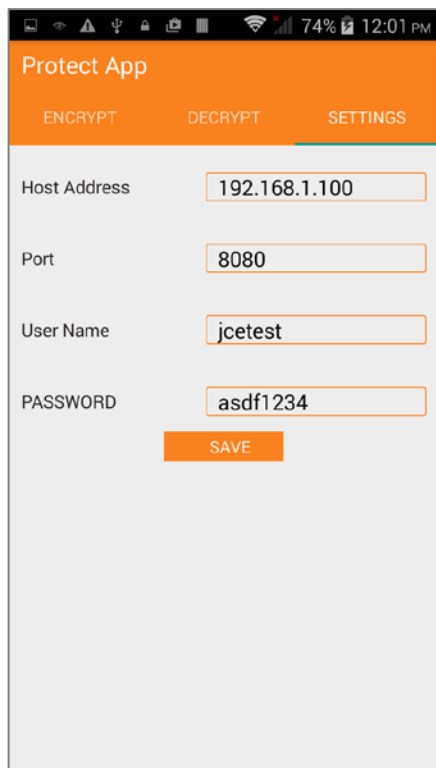 74% 12:01 PM
Protect App
ENCRYPT DECRYPT SETTINGS
Host Address 192.168.1.100
Port 8080
User Name jcetest
PASSWORD asdf1234
SAVE